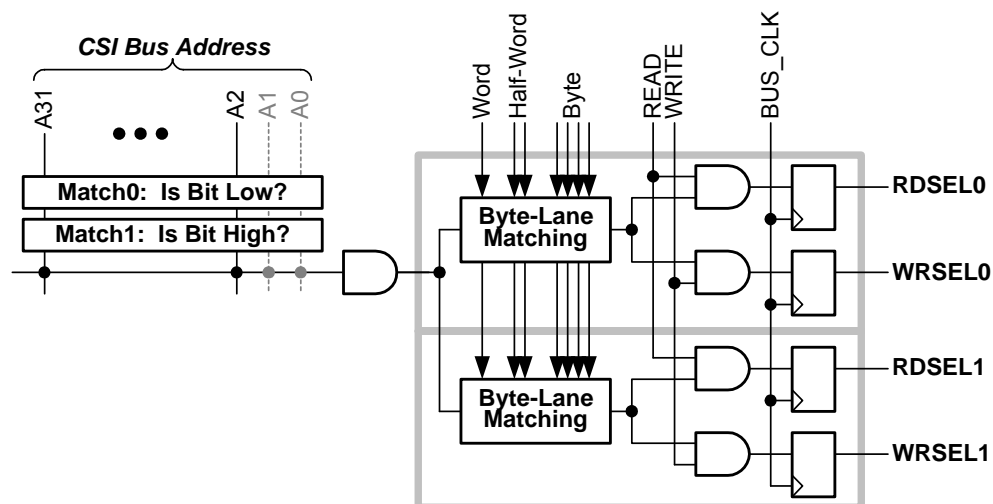 CSI Bus Address
A31
A2
A1
A0
Word
Half-Word
Byte
READ
WRITE
BUS_CLK
Match0: Is Bit Low?
Match1: Is Bit High?
Byte-Lane
Matching
RDSEL0
WRSEL0
Byte-Lane
Matching
RDSEL1
WRSEL1